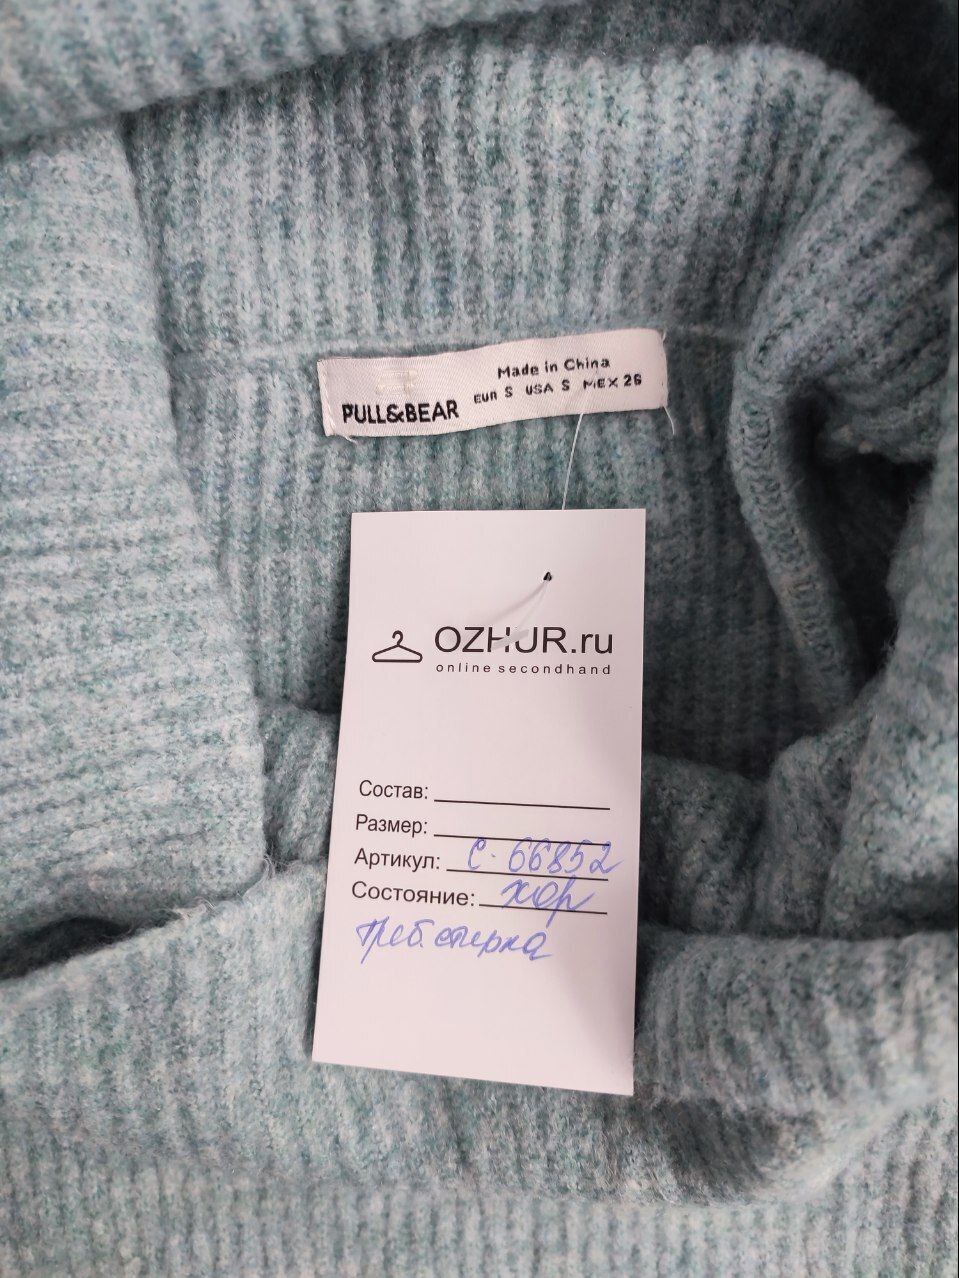 Made in China
PULL&BEAR EUR S USA S MEX 26
OZHUR.ru
online secondhand
Состав:
Размер:
Артикул: С-66852
Состояние: хор
треб. стирка